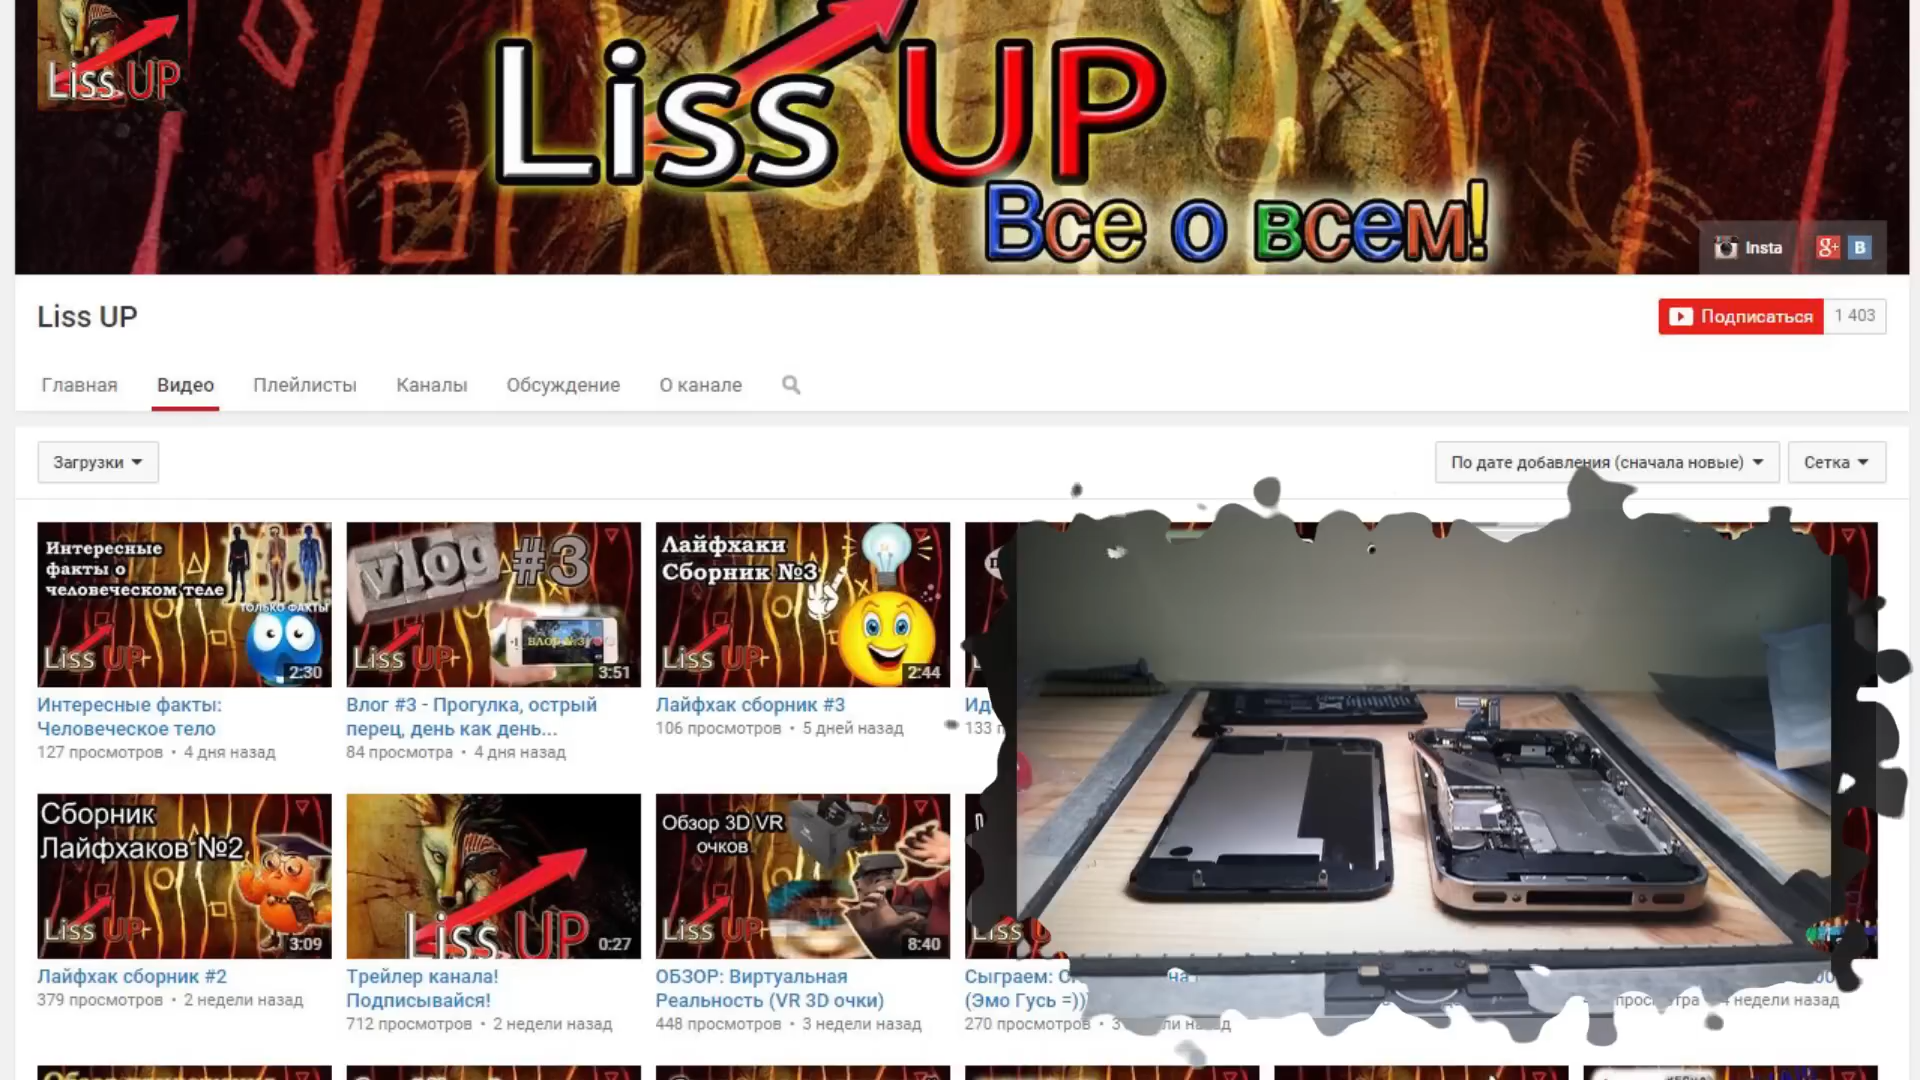 Liss UP
Liss UP
Все о всем!
Insta
g+ B
Liss UP
Подписаться 1 403
Главная Видео Плейлисты Каналы Обсуждение О канале
Загрузки
По дате добавления (сначала новые) Сетка
Интересные
факты о
человеческом теле
ТОЛЬКО ФАКТЫ
Liss UP
2:30
vlog #3
ВЛОГ №3
Liss UP
3:51
Лайфхаки
Сборник №3
Liss UP
2:44
Интересные факты:
Человеческое тело
127 просмотров • 4 дня назад
Влог #3 - Прогулка, острый
перец, день как день...
84 просмотра • 4 дня назад
Лайфхак сборник #3
106 просмотров • 5 дней назад
133
Сборник
Лайфхаков №2
Liss UP
3:09
Liss UP
0:27
Обзор 3D VR
очков
Liss UP
8:40
Liss
Лайфхак сборник #2
379 просмотров • 2 недели назад
Трейлер канала!
Подписывайся!
712 просмотров • 2 недели назад
ОБЗОР: Виртуальная
Реальность (VR 3D очки)
448 просмотров • 3 недели назад
Сыграем:
(Эмо Гусь =))
270 просмотров • 3
недели назад